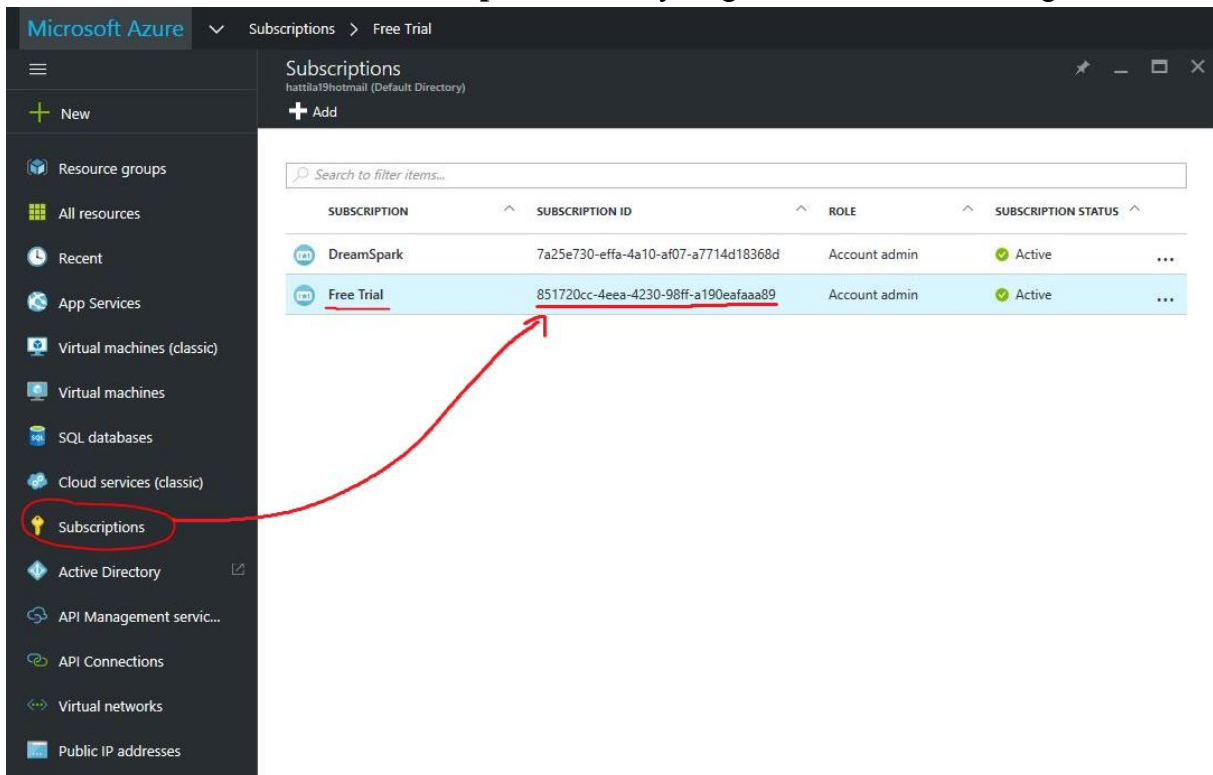 Microsoft Azure Subscriptions > Free Trial
Subscriptions
hattila19hotmail (Default Directory)
New
Add
Resource groups
Search to filter items...
All resources
SUBSCRIPTION SUBSCRIPTION ID ROLE SUBSCRIPTION STATUS
Recent
DreamSpark 7a25e730-effa-4a10-af07-a7714d18368d Account admin Active ...
App Services
Free Trial 851720cc-4eea-4230-98ff-a190eafaaa89 Account admin Active ...
Virtual machines (classic)
Virtual machines
SQL databases
Cloud services (classic)
Subscriptions
Active Directory
API Management servic...
API Connections
Virtual networks
Public IP addresses